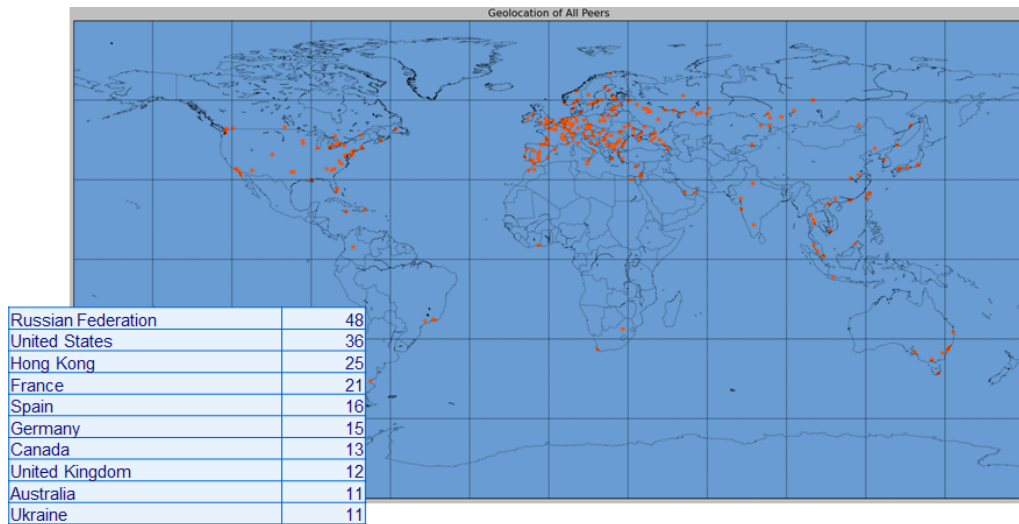 Geolocation of All Peers
Russian Federation 48
United States 36
Hong Kong 25
France 21
Spain 16
Germany 15
Canada 13
United Kingdom 12
Australia 11
Ukraine 11